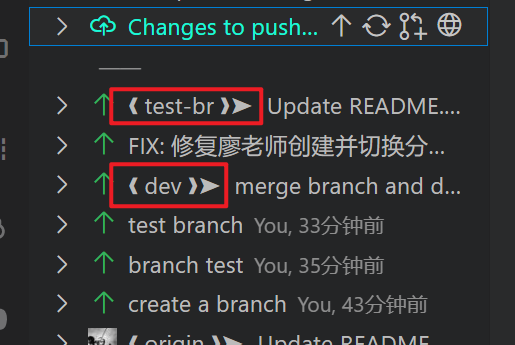 Changes to push...
❨ test-br ❩➤ Update README....
FIX: 修复廖老师创建并切换分...
❨ dev ❩➤ merge branch and d...
test branch You, 33分钟前
branch test You, 35分钟前
create a branch You, 43分钟前
❨ origin ❩➤ Update README